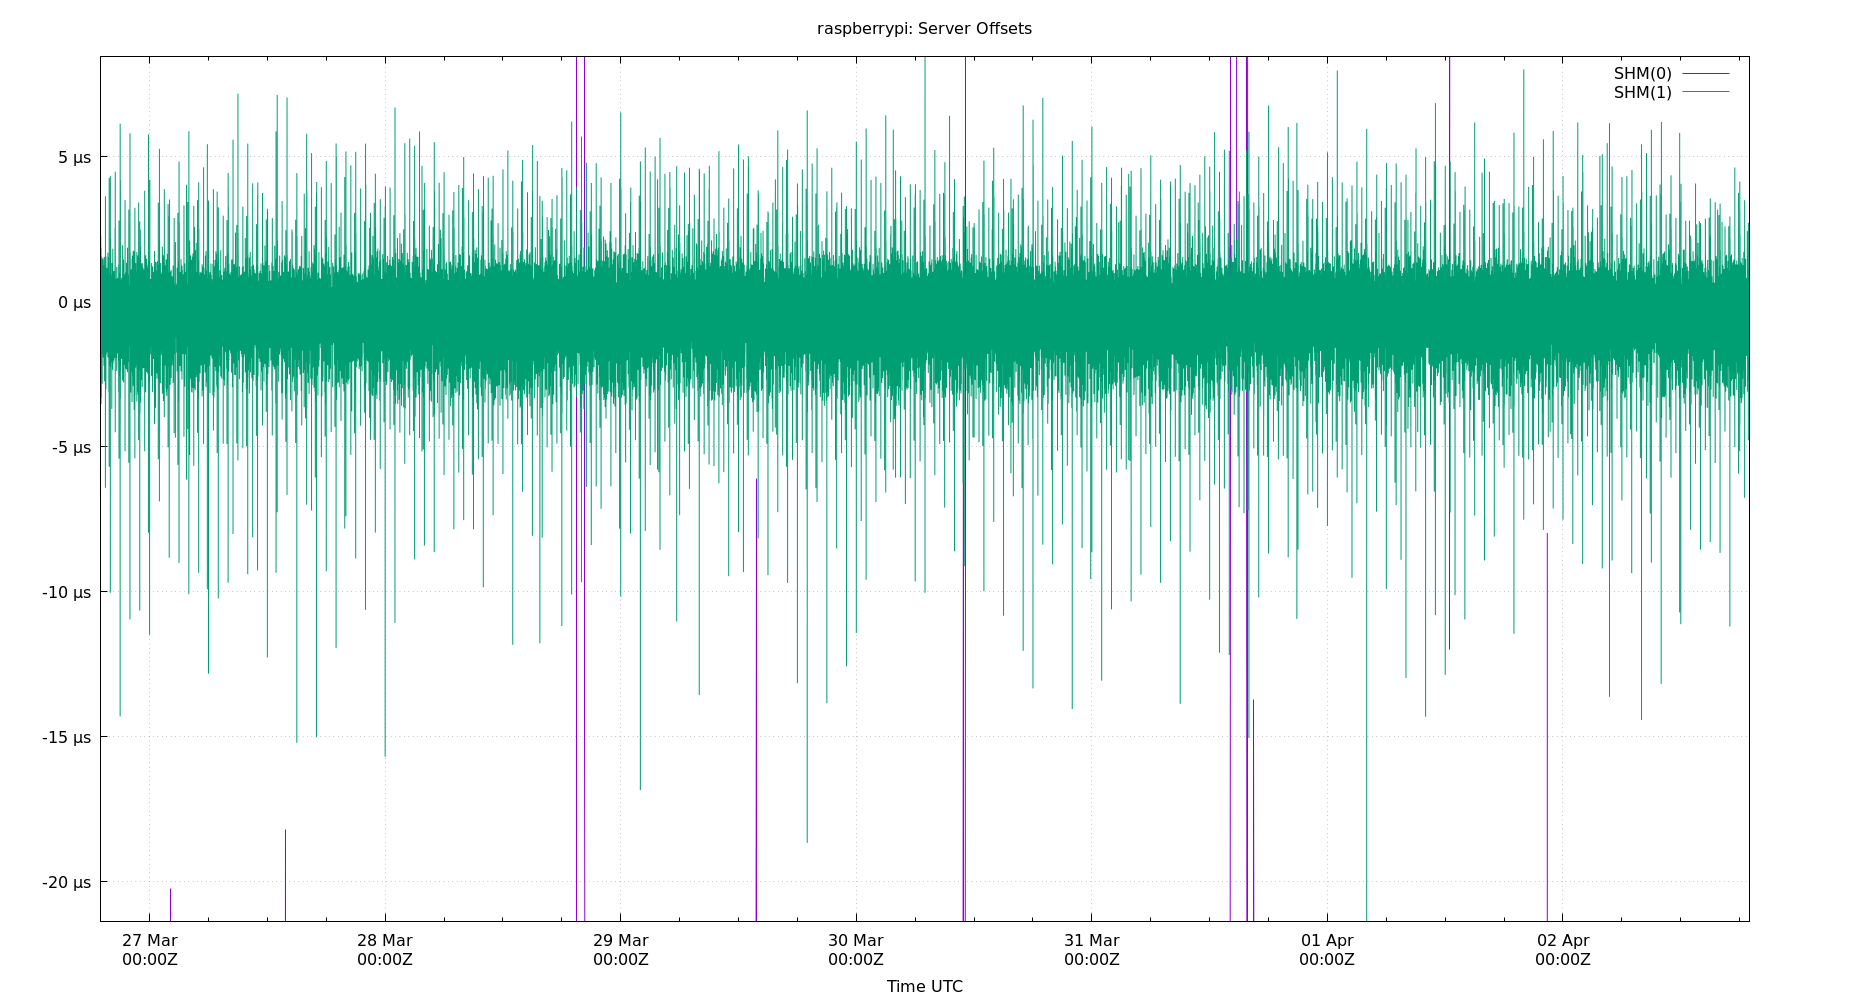 raspberrypi: Server Offsets
SHM(0)
SHM(1)
5 µs
0 µs
-5 µs
-10 µs
-15 µs
-20 µs
27 Mar 28 Mar 29 Mar 30 Mar 31 Mar 01 Apr 02 Apr
00:00Z 00:00Z 00:00Z 00:00Z 00:00Z 00:00Z 00:00Z
Time UTC